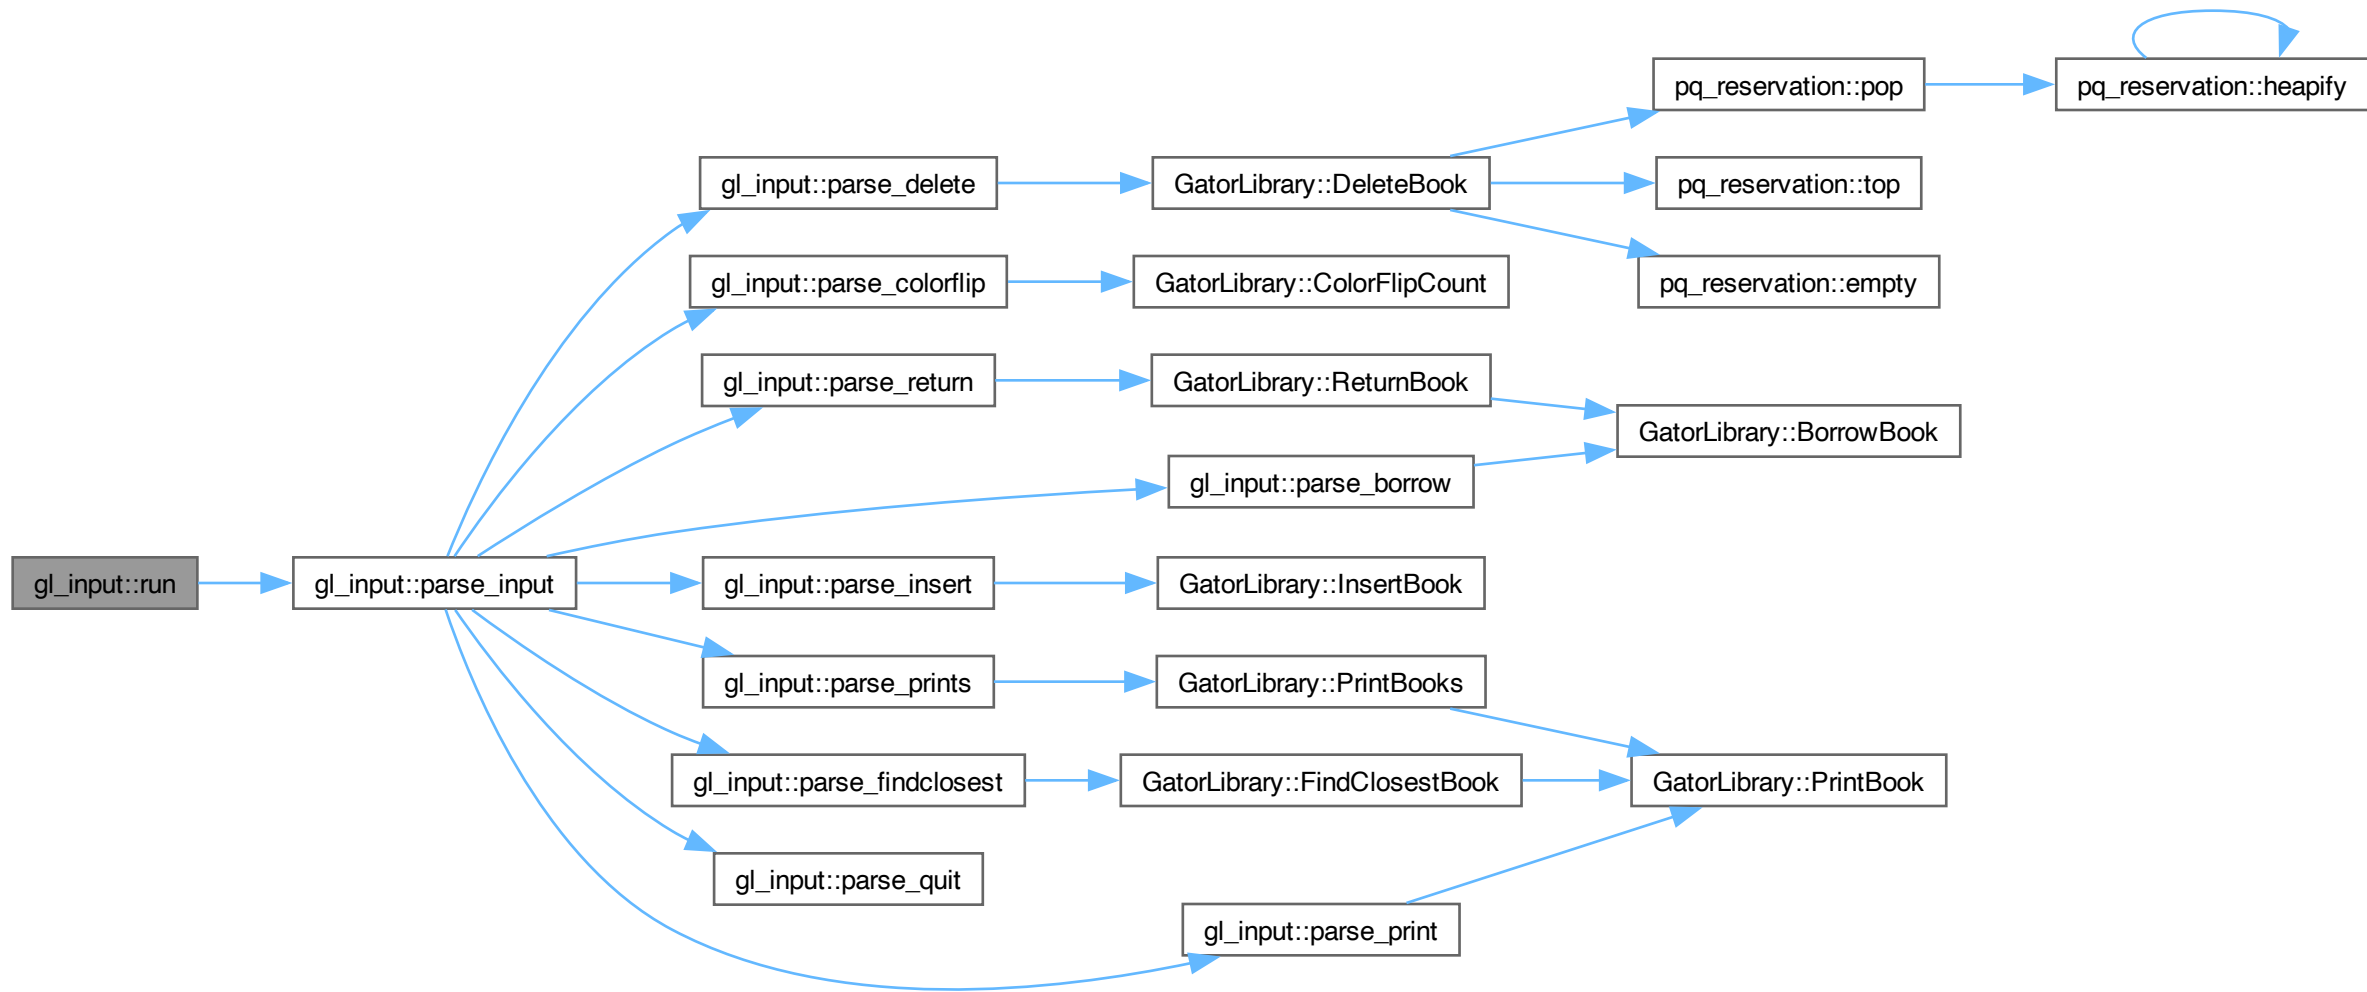 pq_reservation::pop
pq_reservation::heapify
gl_input::parse_delete
GatorLibrary::DeleteBook
pq_reservation::top
gl_input::parse_colorflip
GatorLibrary::ColorFlipCount
pq_reservation::empty
gl_input::parse_return
GatorLibrary::ReturnBook
GatorLibrary::BorrowBook
gl_input::parse_borrow
gl_input::run
gl_input::parse_input
gl_input::parse_insert
GatorLibrary::InsertBook
gl_input::parse_prints
GatorLibrary::PrintBooks
gl_input::parse_findclosest
GatorLibrary::FindClosestBook
GatorLibrary::PrintBook
gl_input::parse_quit
gl_input::parse_print